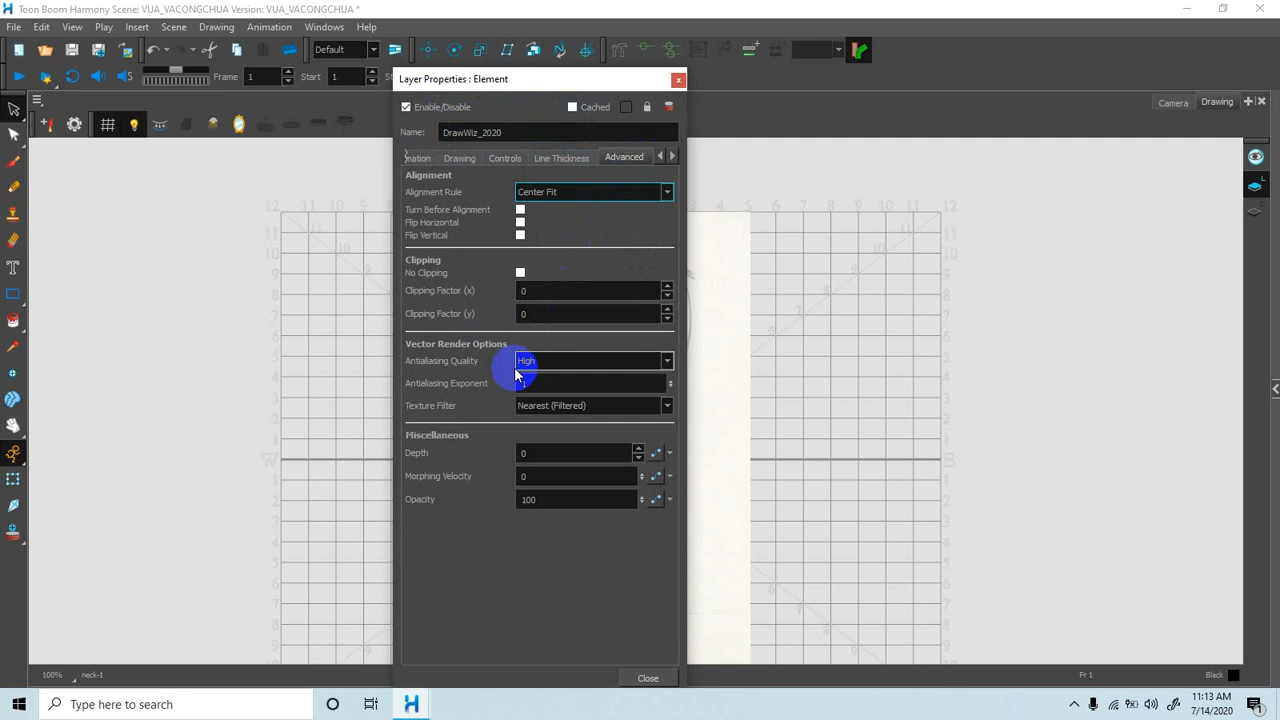 Toon Boom Harmony Scene: VUA_VACONGCHUA Version: VUA_VACONGCHUA *
File Edit View Play Insert Scene Drawing Animation Windows Help
Default
Frame 1 Start 1
Layer Properties : Element
Enable/Disable Cached
Camera Drawing
Name: DrawWiz_2020
mation Drawing Controls Line Thickness Advanced
Alignment
Alignment Rule Center Fit
Turn Before Alignment
Flip Horizontal
Flip Vertical
Clipping
No Clipping
Clipping Factor (x) 0
Clipping Factor (y) 0
Vector Render Options
Antialiasing Quality High
Antialiasing Exponent 1
Texture Filter Nearest (Filtered)
Miscellaneous
Depth 0
Morphing Velocity 0
Opacity 100
Close
100% neck-1 Fr 1 Black
Type here to search
11:13 AM
7/14/2020